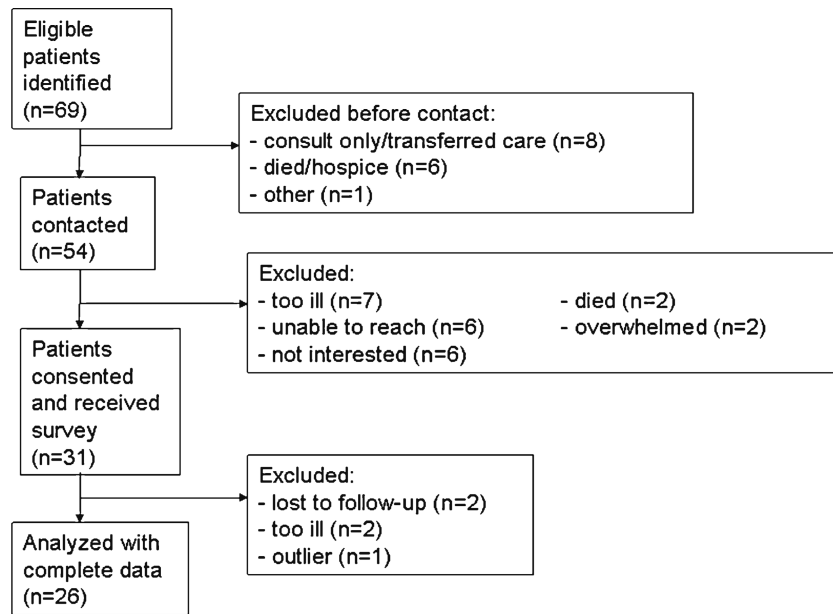 Eligible
patients
identified
(n=69)
Excluded before contact:
- consult only/transferred care (n=8)
- died/hospice (n=6)
- other (n=1)
Patients
contacted
(n=54)
Excluded:
- too ill (n=7)
- unable to reach (n=6)
- not interested (n=6)
- died (n=2)
- overwhelmed (n=2)
Patients
consented
and received
survey
(n=31)
Excluded:
- lost to follow-up (n=2)
- too ill (n=2)
- outlier (n=1)
Analyzed with
complete data
(n=26)